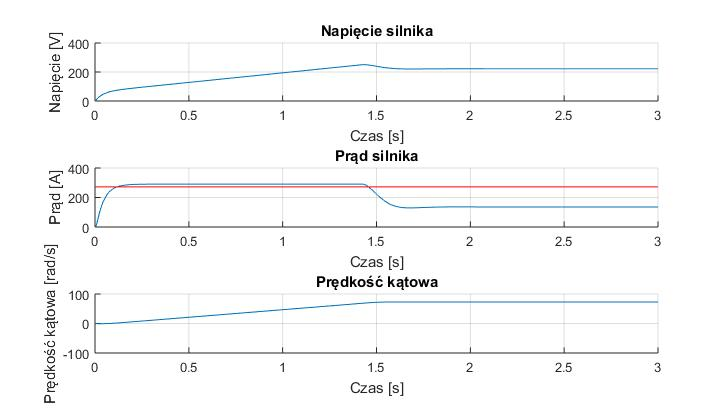 Napięcie silnika
Napięcie [V]
400
200
0
0 0.5 1 1.5 2 2.5 3
Czas [s]
Prąd silnika
Prąd [A]
400
200
0
0 0.5 1 1.5 2 2.5 3
Czas [s]
Prędkość kątowa
Prędkość kątowa [rad/s]
100
0
-100
0 0.5 1 1.5 2 2.5 3
Czas [s]